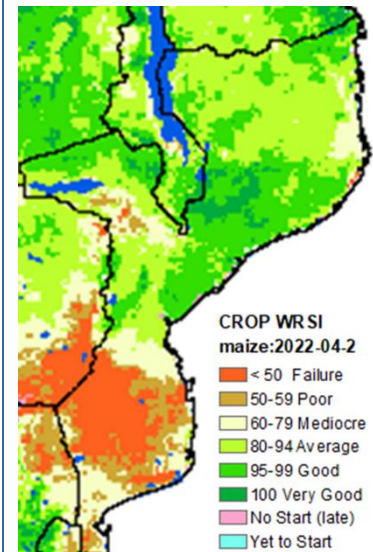 CROP WRSI
maize:2022-04-2
< 50 Failure
50-59 Poor
60-79 Mediocre
80-94 Average
95-99 Good
100 Very Good
No Start (late)
Yet to Start